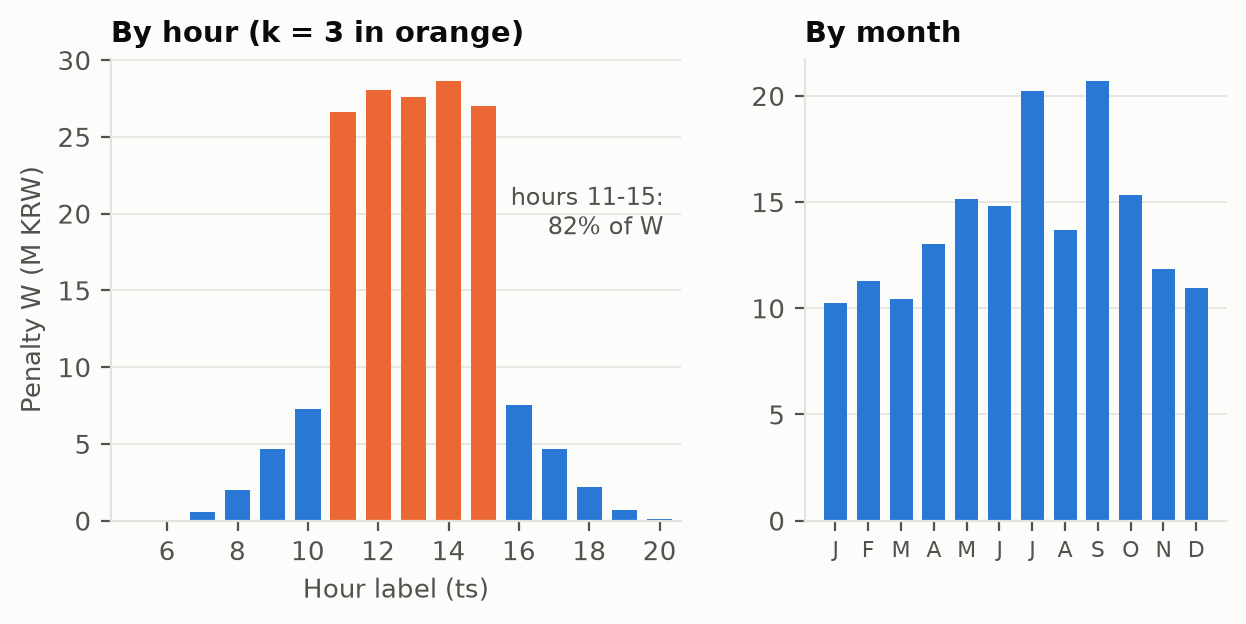 By hour (k = 3 in orange)
30
25
20
15
10
5
0
Penalty W (M KRW)
hours 11-15:
82% of W
6 8 10 12 14 16 18 20
Hour label (ts)
By month
20
15
10
5
0
J F M A M J J A S O N D